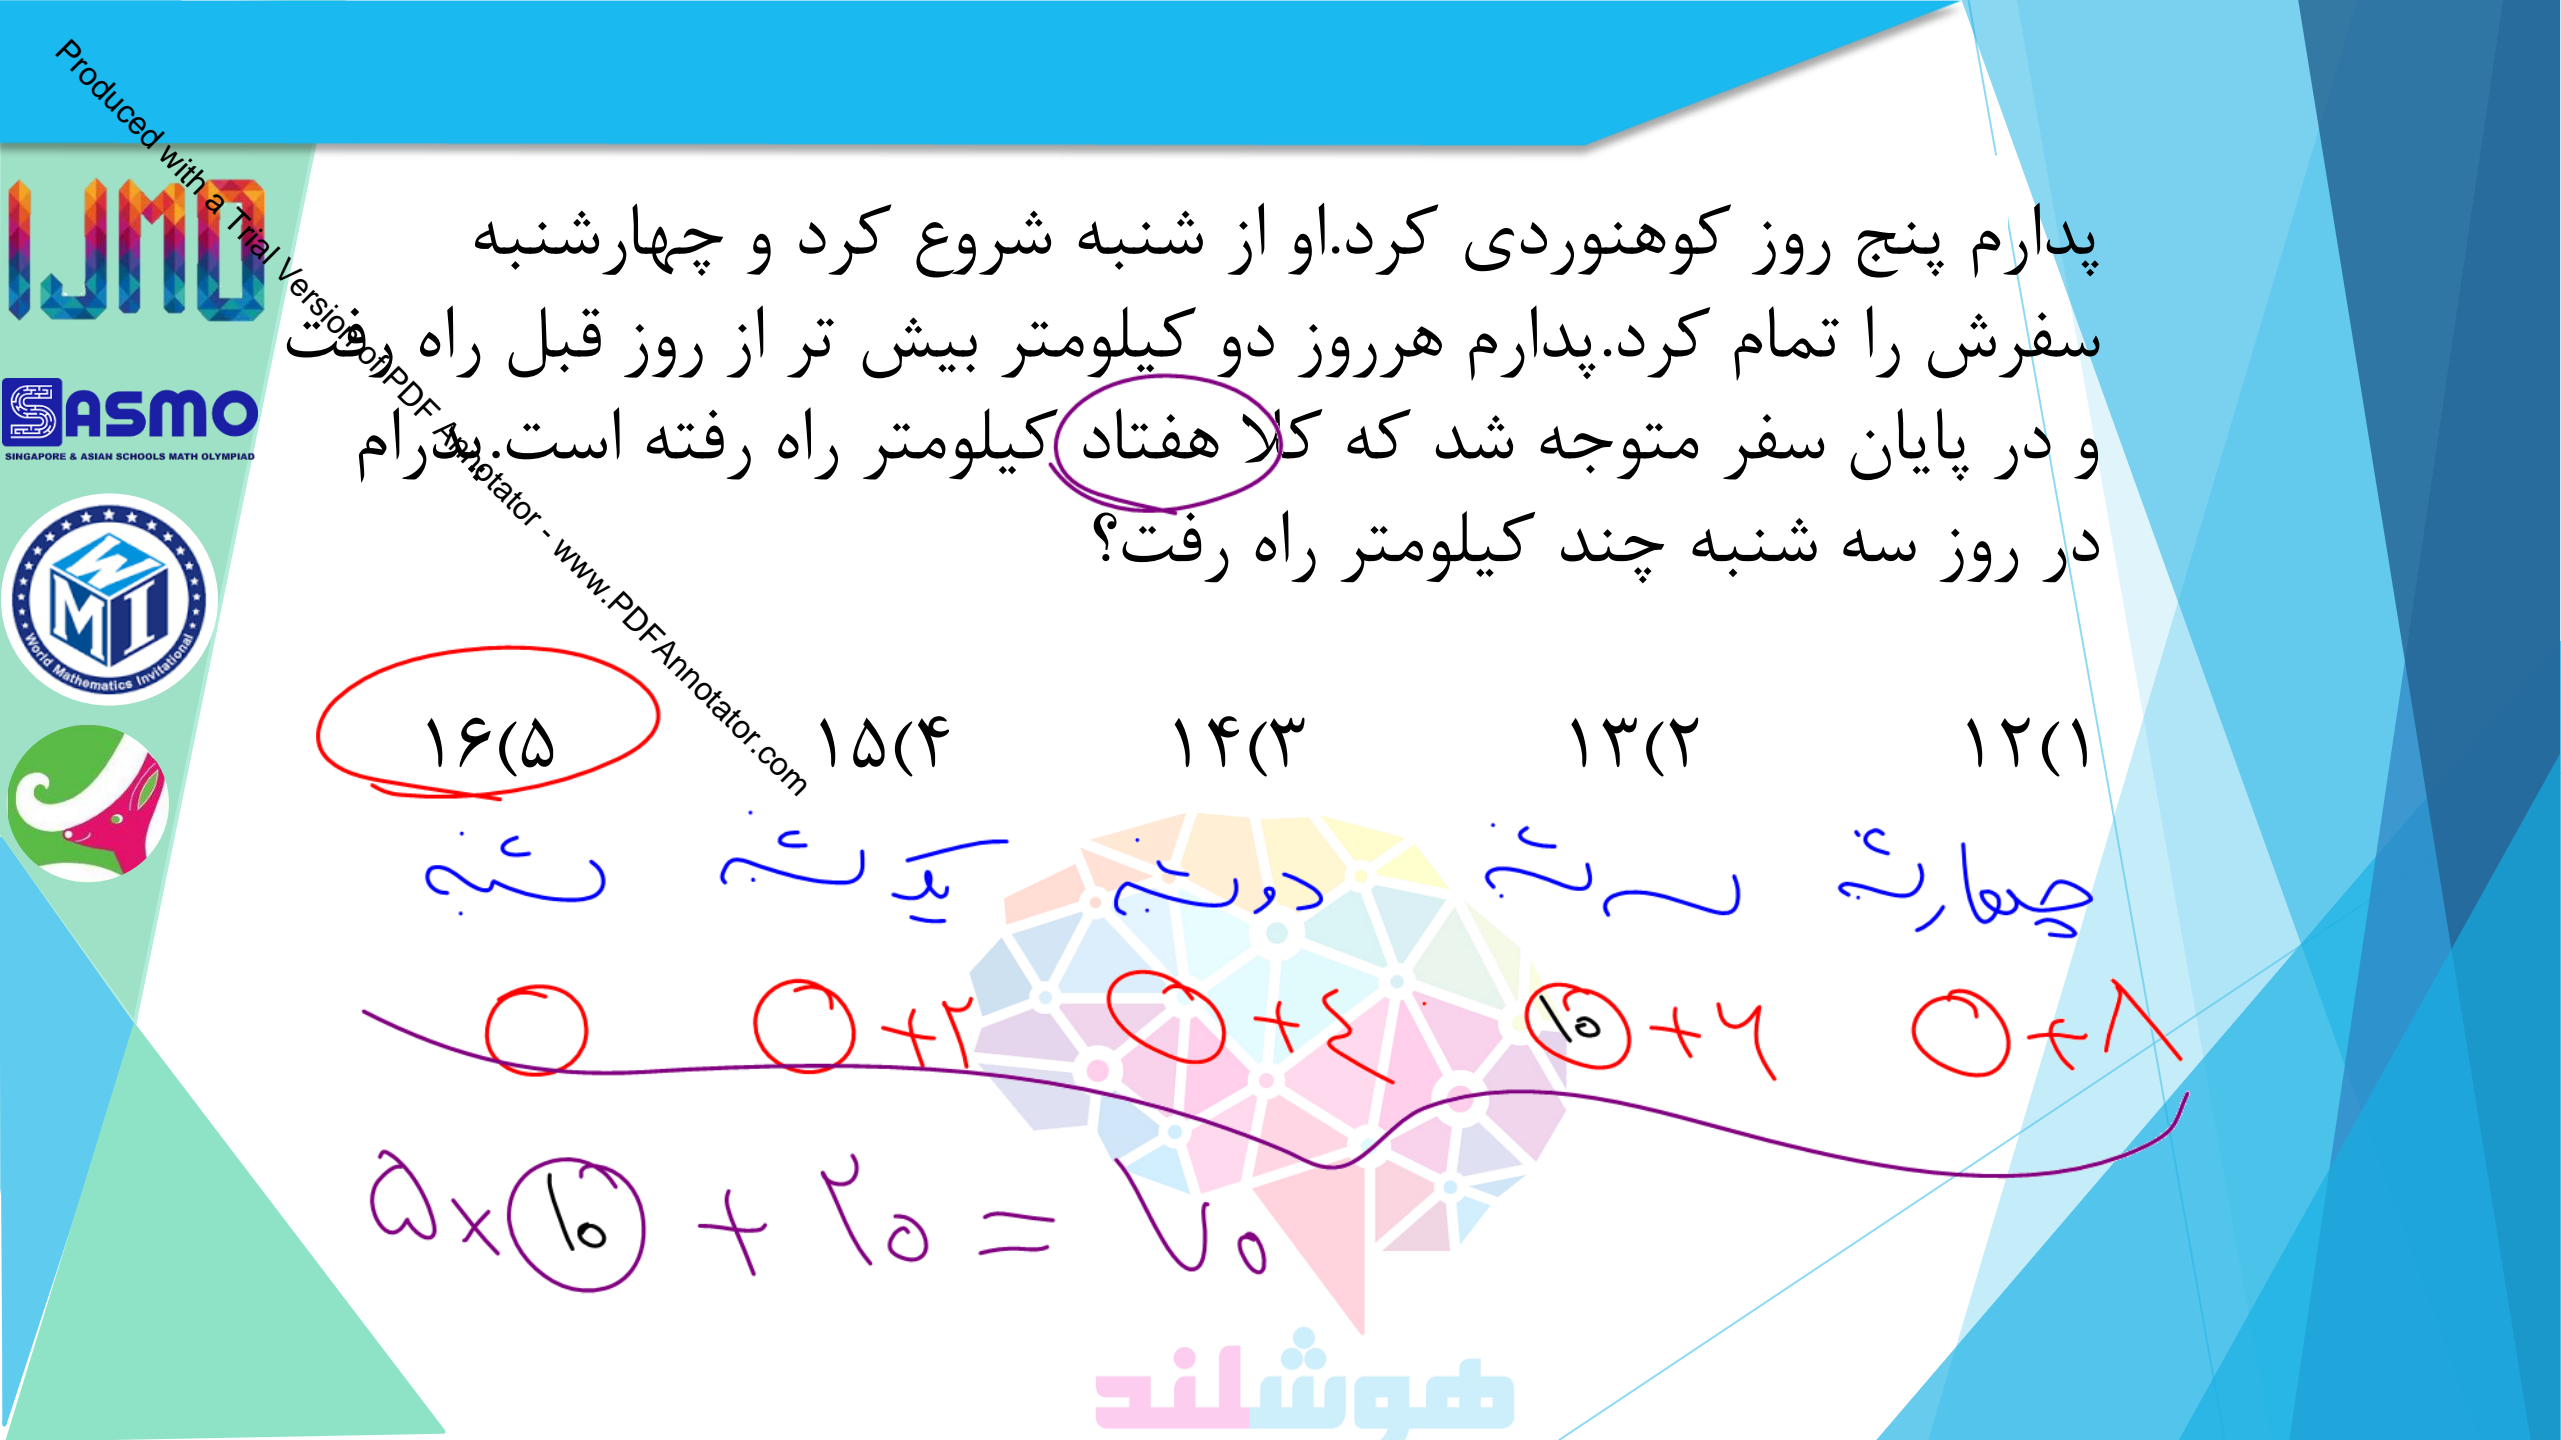 Produced with a Trial Version of PDF Annotator - www.PDFAnnotator.com
IJMO
SASMO
SINGAPORE & ASIAN SCHOOLS MATH OLYMPIAD
WMI
World Mathematics Invitational
پدارم پنج روز کوهنوردی کرد.او از شنبه شروع کرد و چهارشنبه
سفرش را تمام کرد.پدارم هرروز دو کیلومتر بیش تر از روز قبل راه رفت
و در پایان سفر متوجه شد که کلا هفتاد کیلومتر راه رفته است.پدرام
در روز سه شنبه چند کیلومتر راه رفت؟
۱)۱۲ ۲)۱۳ ۳)۱۴ ۴)۱۵ ۵)۱۶
چهارشنبه سه شنبه دوشنبه یک شنبه شنبه
+۲ +٤ ۱۰+۶ +۸
۵×۱۰ + ۲۰ = ۷۰
هوشلند